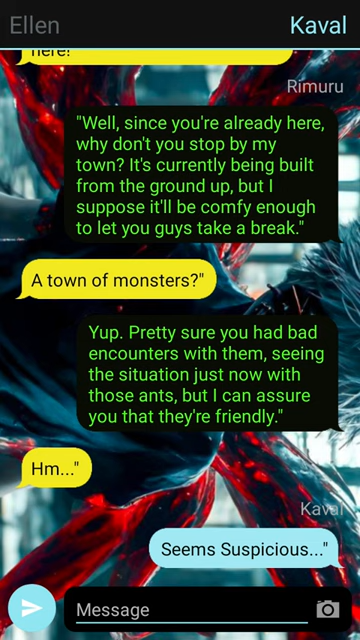 Ellen
Kaval
here!
Rimuru
"Well, since you're already here,
why don't you stop by my
town? It's currently being built
from the ground up, but I
suppose it'll be comfy enough
to let you guys take a break."
A town of monsters?"
Yup. Pretty sure you had bad
encounters with them, seeing
the situation just now with
those ants, but I can assure
you that they're friendly."
Hm..."
Kaval
Seems Suspicious..."
Message